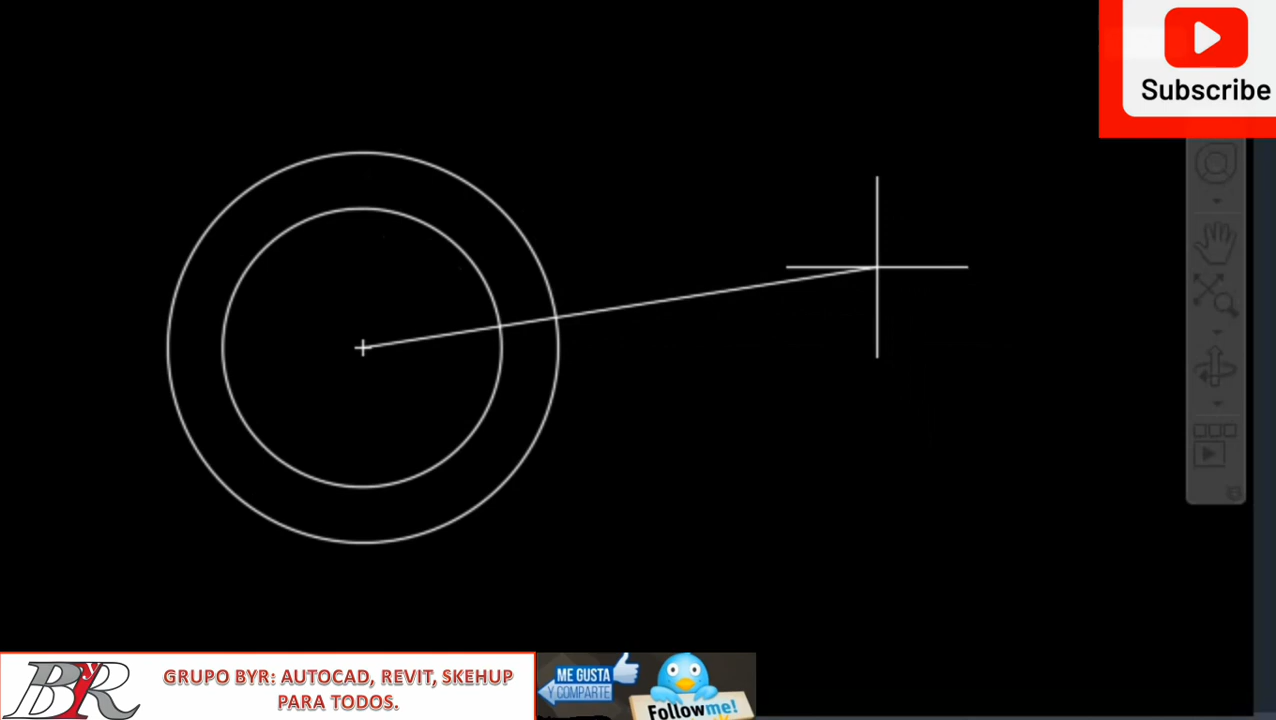 Subscribe
ByR
GRUPO BYR: AUTOCAD, REVIT, SKEHUP
PARA TODOS.
ME GUSTA
Y COMPARTE
Followme!